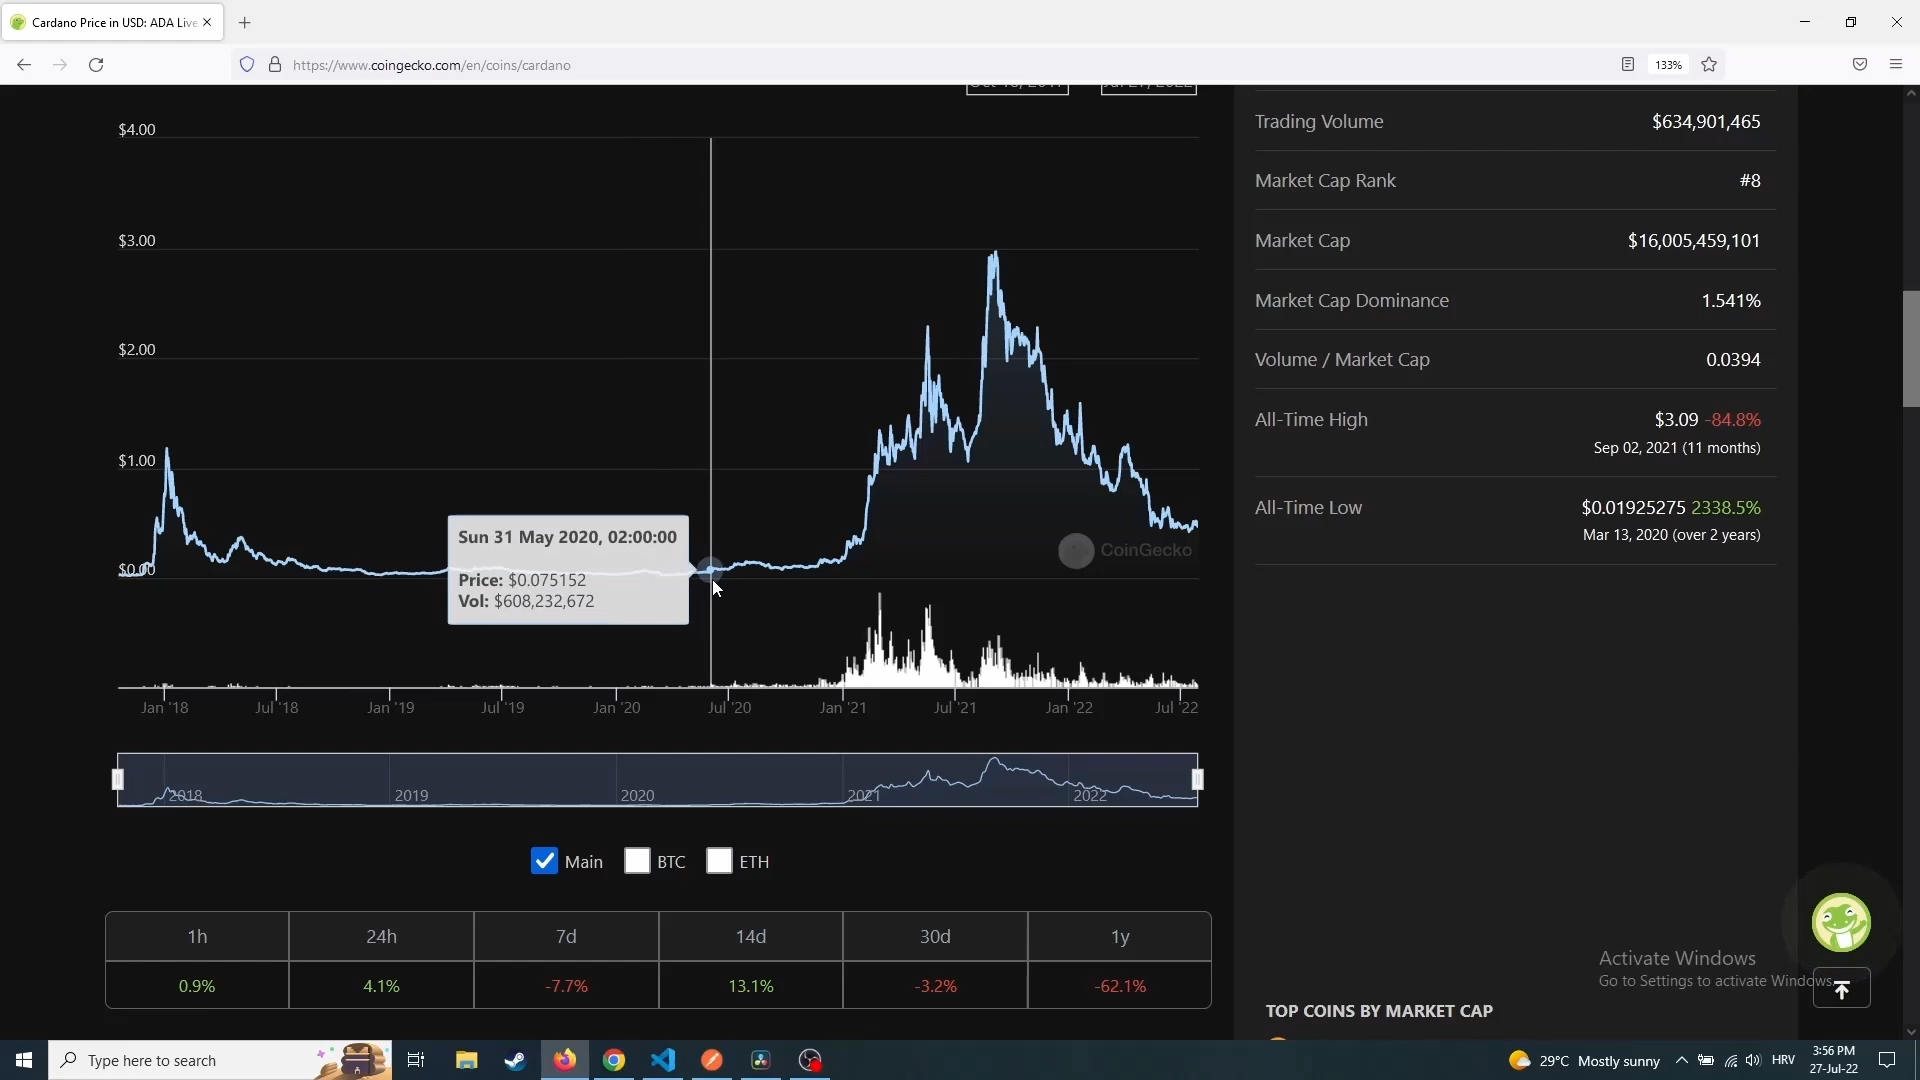 Cardano Price in USD: ADA Live
https://www.coingecko.com/en/coins/cardano
133%
$4.00
$3.00
$2.00
$1.00
$0.00
Sun 31 May 2020, 02:00:00
Price: $0.075152
Vol: $608,232,672
CoinGecko
Jan '18
Jul '18
Jan '19
Jul '19
Jan '20
Jul '20
Jan '21
Jul '21
Jan '22
Jul '22
2018
2019
2020
2021
2022
Main
BTC
ETH
1h 24h 7d 14d 30d 1y
0.9% 4.1% -7.7% 13.1% -3.2% -62.1%
Trading Volume $634,901,465
Market Cap Rank #8
Market Cap $16,005,459,101
Market Cap Dominance 1.541%
Volume / Market Cap 0.0394
All-Time High $3.09 -84.8%
Sep 02, 2021 (11 months)
All-Time Low $0.01925275 2338.5%
Mar 13, 2020 (over 2 years)
Activate Windows
Go to Settings to activate Windows.
TOP COINS BY MARKET CAP
Type here to search
29°C Mostly sunny
HRV
3:56 PM
27-Jul-22